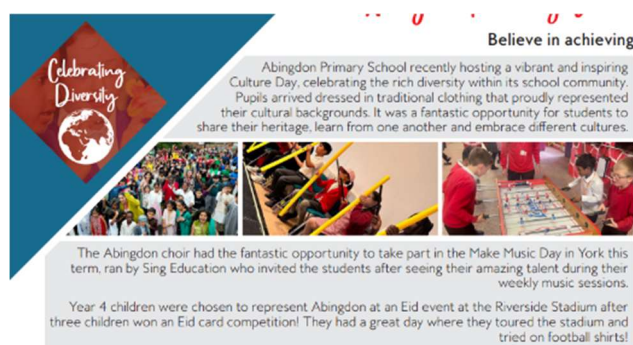 Believe in achieving
Celebrating
Diversity
Abingdon Primary School recently hosting a vibrant and inspiring
Culture Day, celebrating the rich diversity within its school community.
Pupils arrived dressed in traditional clothing that proudly represented
their cultural backgrounds. It was a fantastic opportunity for students to
share their heritage, learn from one another and embrace different cultures.
The Abingdon choir had the fantastic opportunity to take part in the Make Music Day in York this
term, ran by Sing Education who invited the students after seeing their amazing talent during their
weekly music sessions.
Year 4 children were chosen to represent Abingdon at an Eid event at the Riverside Stadium after
three children won an Eid card competition! They had a great day where they toured the stadium and
tried on football shirts!